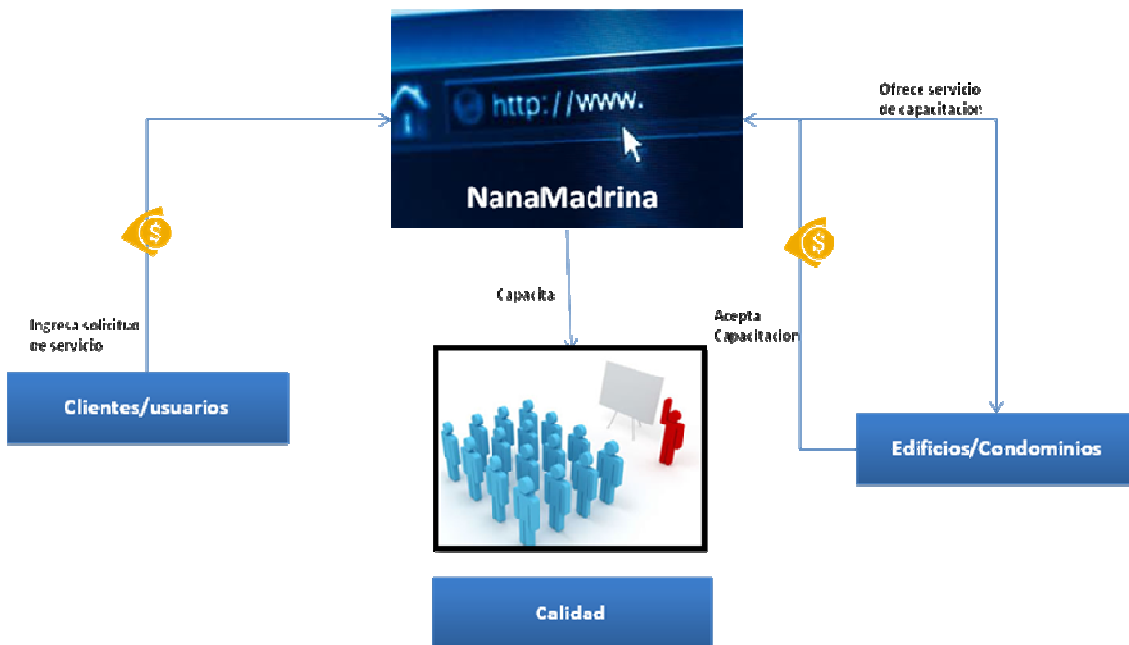 http://www.
NanaMadrina
Ofrece servicio
de capacitacion
Capacita
Ingresa solicitud
de servicio
Acepta
Capacitacion
Clientes/usuarios
Edificios/Condominios
Calidad